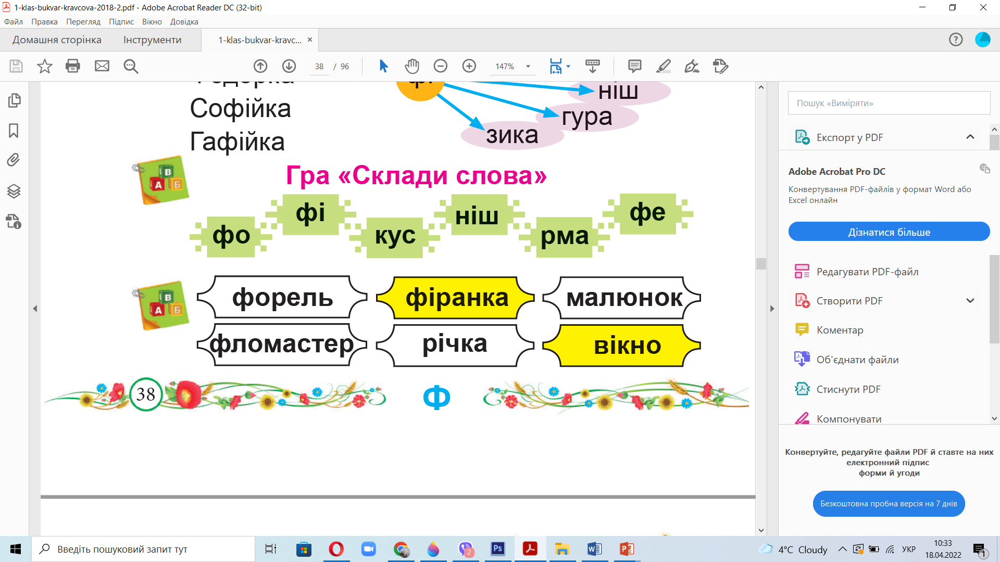 1-klas-bukvar-kravcova-2018-2.pdf - Adobe Acrobat Reader DC (32-bit)
Файл Правка Перегляд Підпис Вікно Довідка
Домашня сторінка Інструменти 1-klas-bukvar-kravc... ×
38 / 96 147%
Софійка
Гафійка
ніш
гура
зика
Гра «Склади слова»
фо фі кус ніш рма фе
форель фіранка малюнок
фломастер річка вікно
38 Ф
Пошук «Виміряти»
Експорт у PDF
Adobe Acrobat Pro DC
Конвертування PDF-файлів у формат Word або
Excel онлайн
Дізнатися більше
Редагувати PDF-файл
Створити PDF
Коментар
Об'єднати файли
Стиснути PDF
Компонувати
Конвертуйте, редагуйте файли PDF й ставте на них
електронний підпис
форми й угоди
Безкоштовна пробна версія на 7 днів
Введіть пошуковий запит тут
2
Ps
4°C Cloudy УКР
10:33
18.04.2022
1